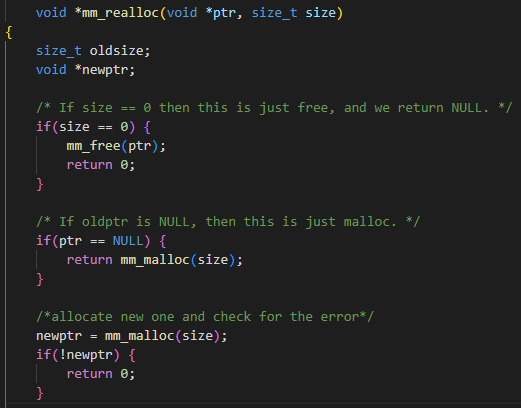 void *mm_realloc(void *ptr, size_t size)
{
    size_t oldsize;
    void *newptr;

    /* If size == 0 then this is just free, and we return NULL. */
    if(size == 0) {
        mm_free(ptr);
        return 0;
    }

    /* If oldptr is NULL, then this is just malloc. */
    if(ptr == NULL) {
        return mm_malloc(size);
    }

    /*allocate new one and check for the error*/
    newptr = mm_malloc(size);
    if(!newptr) {
        return 0;
    }